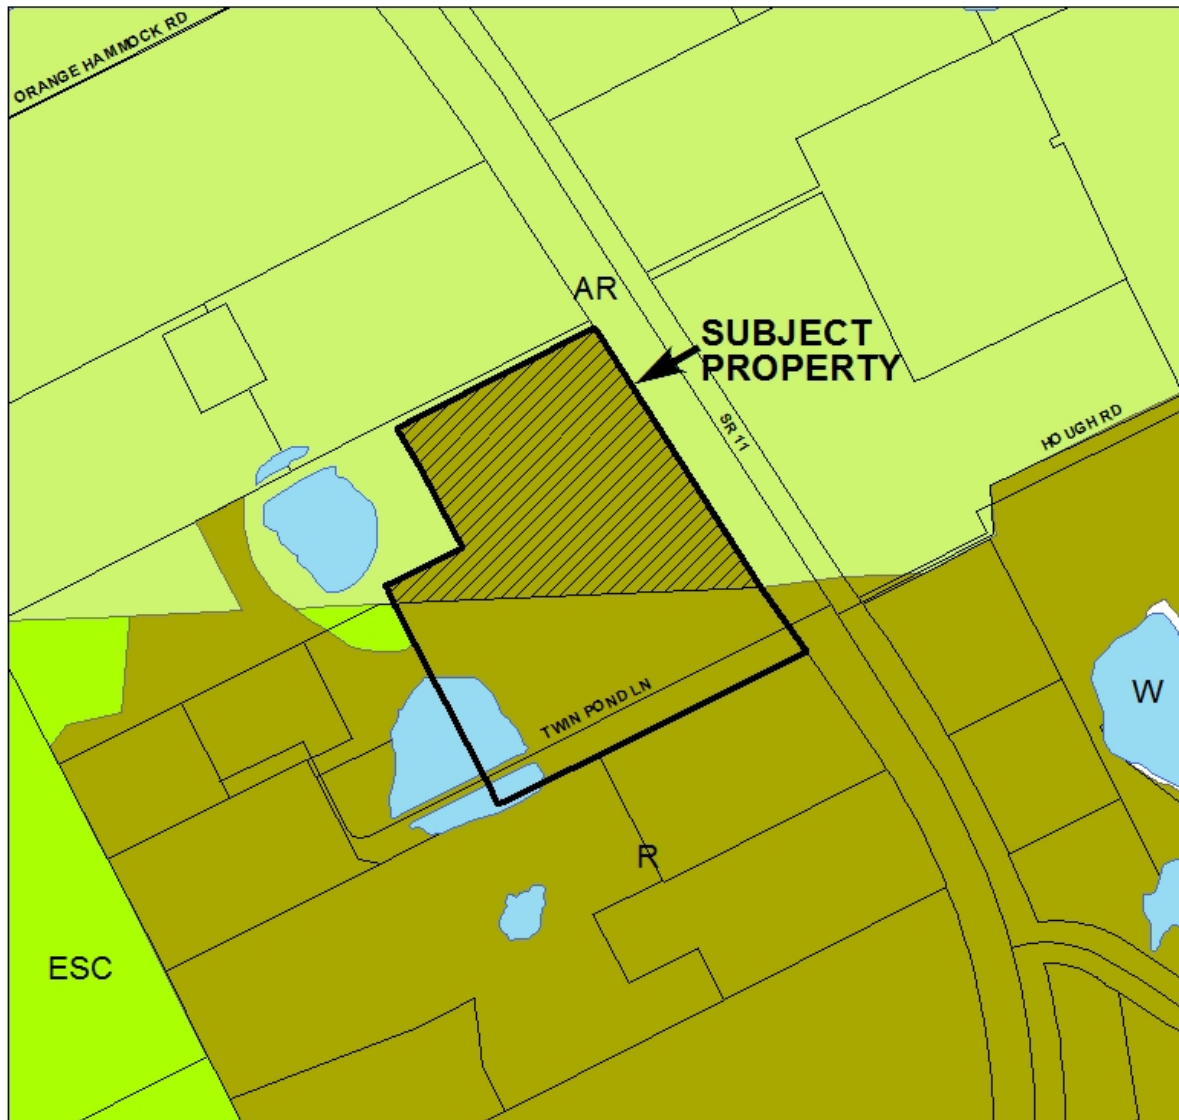 ORANGE HAMMOCK RD
AR
SUBJECT
PROPERTY
SR 11
HOUGH RD
TWIN POND LN
W
R
ESC